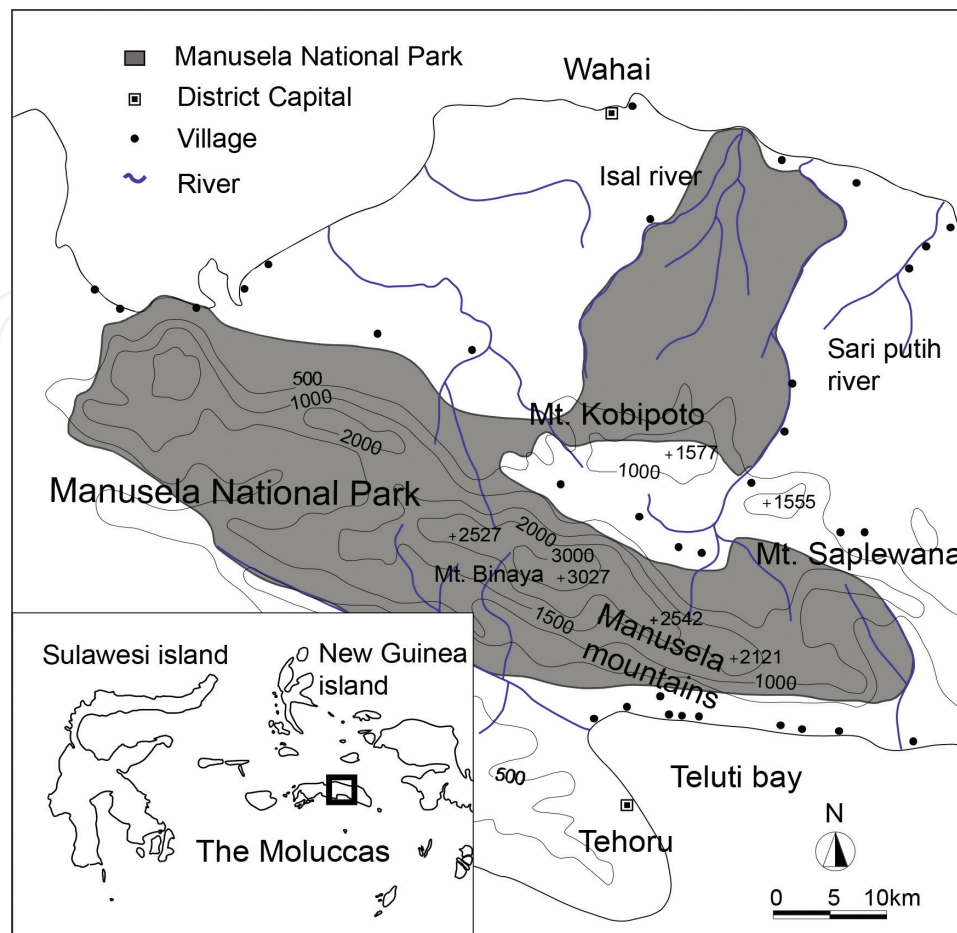 Manusela National Park
District Capital
Village
River
Wahai
Isal river
Sari putih
river
500
1000
2000
Mt. Kobipoto
+1577
1000
+1555
Manusela National Park
+2527
2000
3000
Mt. Binaya
+3027
Mt. Saplewana
1500
+2542
Manusela
mountains
+2121
1000
Sulawesi island
New Guinea
island
The Moluccas
500
Teluti bay
Tehoru
N
0 5 10km